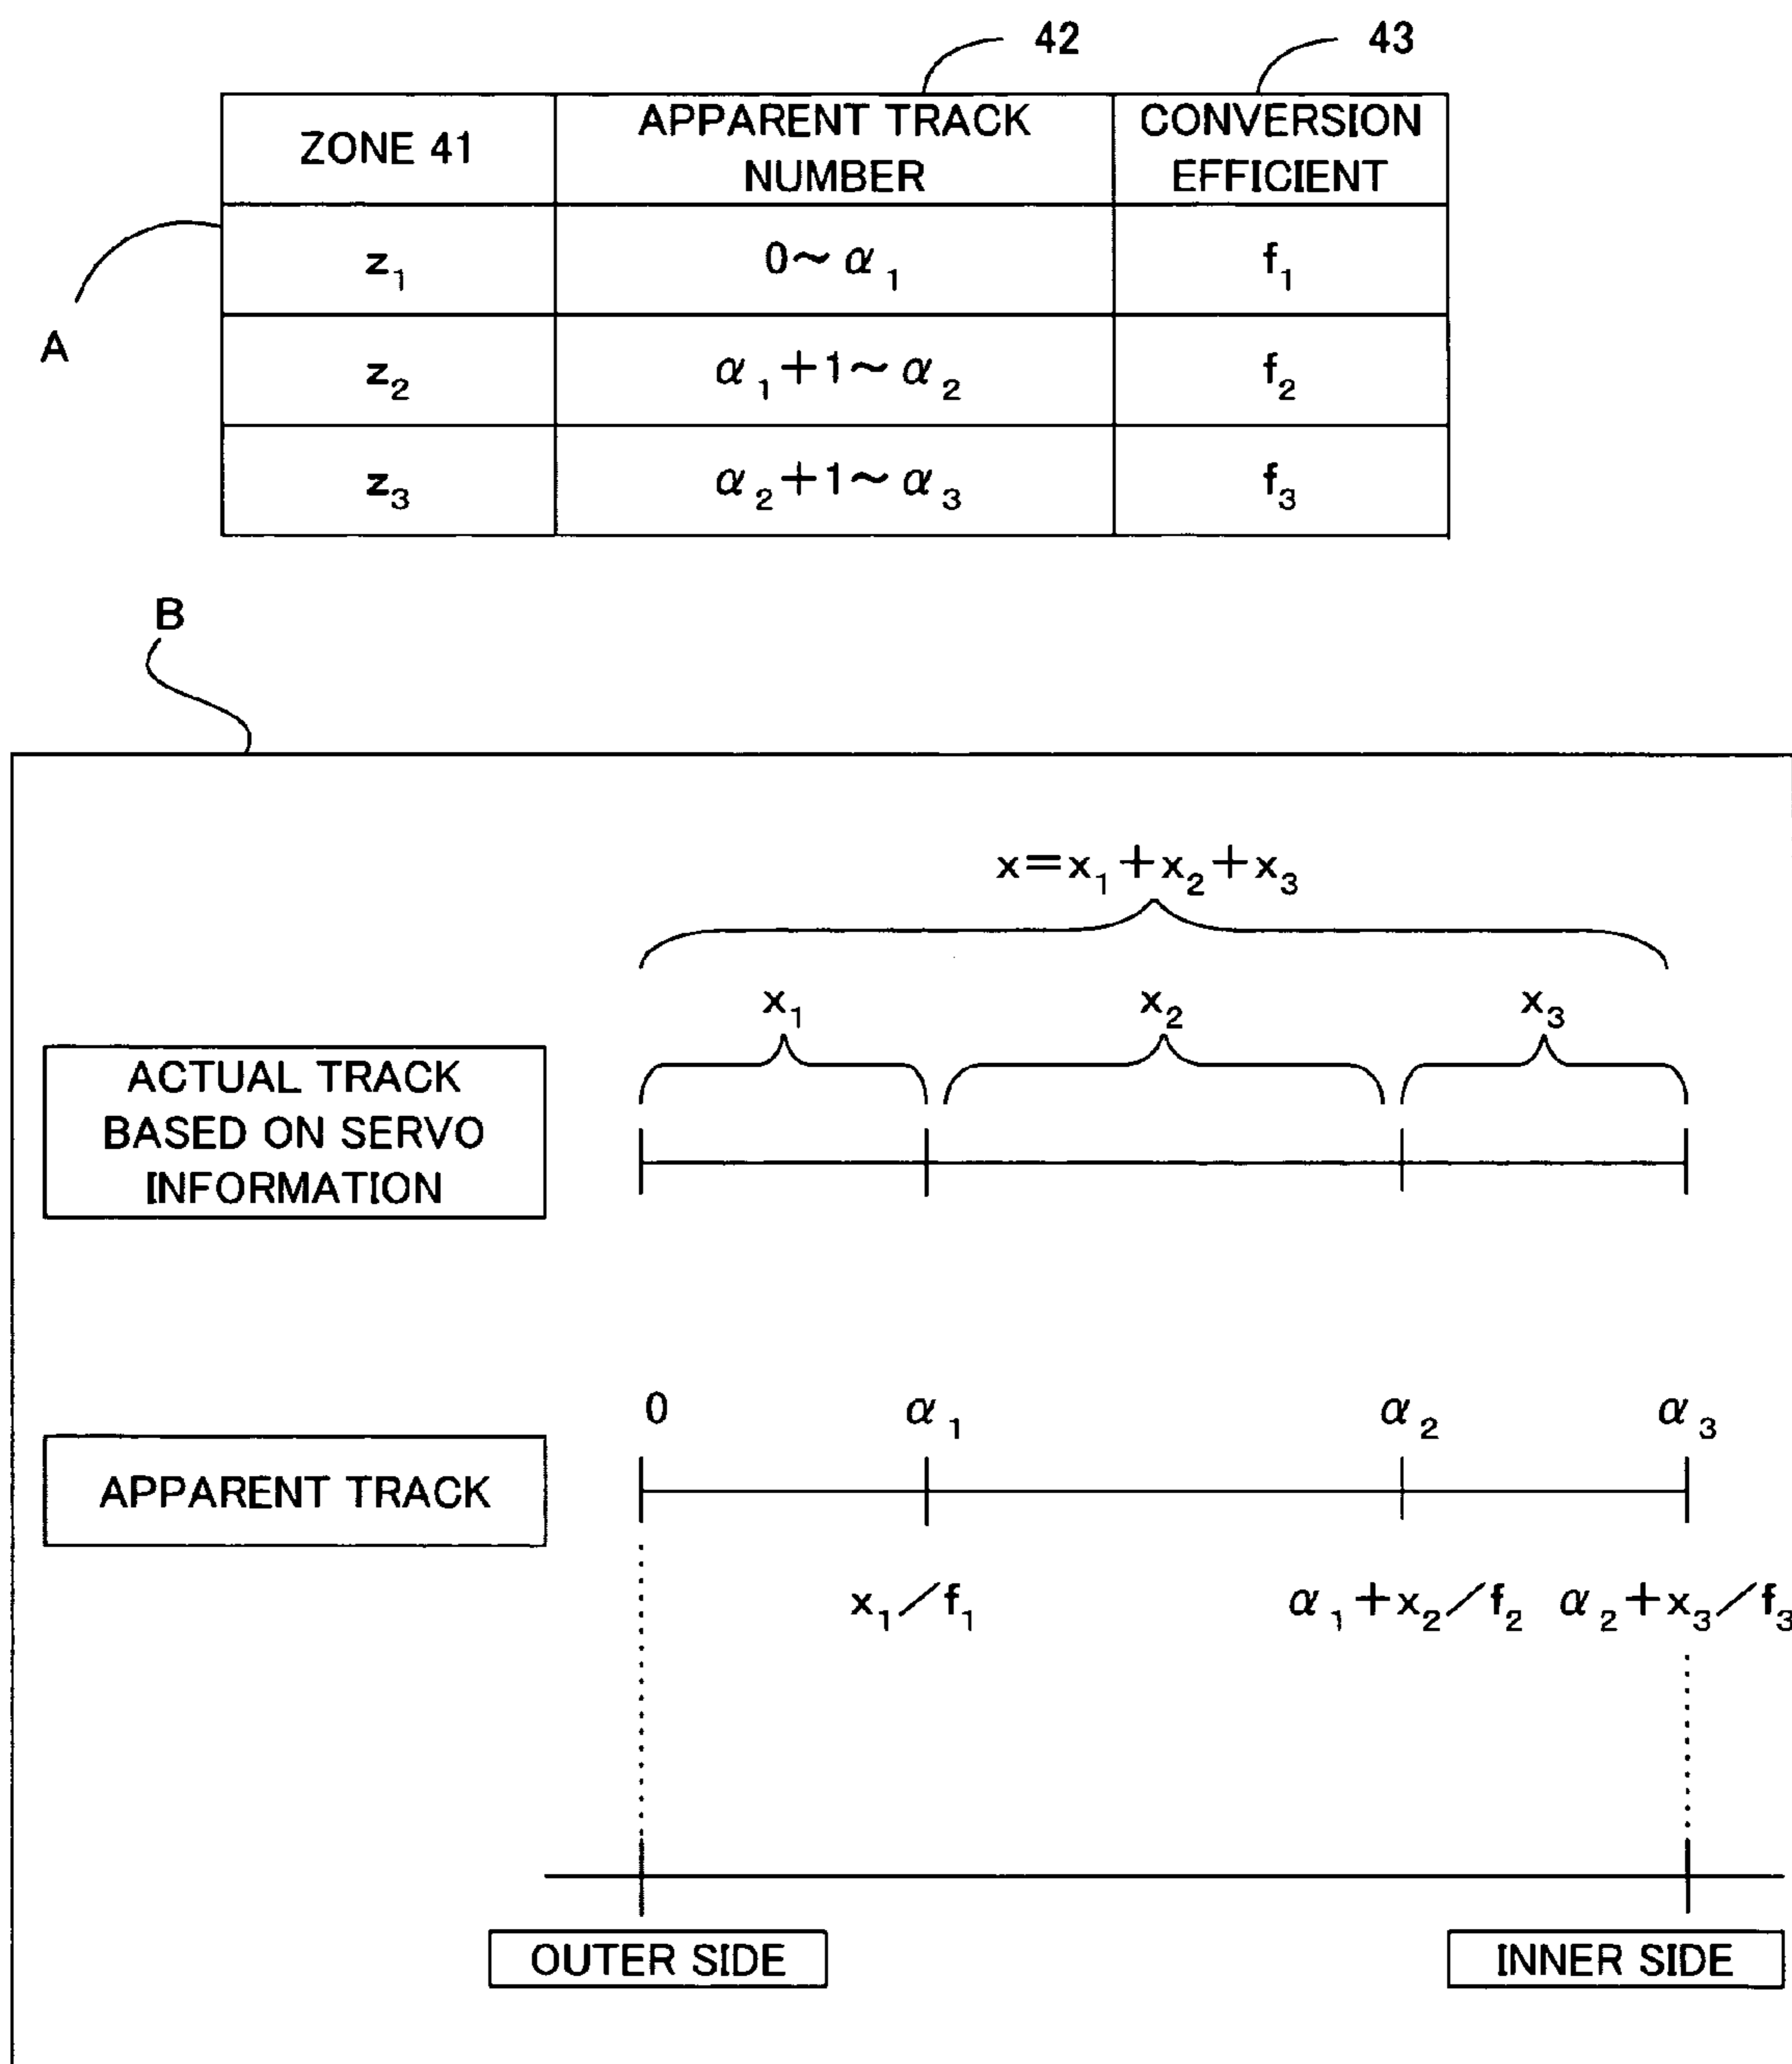 42
43
ZONE 41
APPARENT TRACK
NUMBER
CONVERSION
EFFICIENT
z₁
0~α₁
f₁
z₂
α₁+1~α₂
f₂
z₃
α₂+1~α₃
f₃
A
B
x=x₁+x₂+x₃
x₁
x₂
x₃
ACTUAL TRACK
BASED ON SERVO
INFORMATION
0
α₁
α₂
α₃
APPARENT TRACK
x₁/f₁
α₁+x₂/f₂
α₂+x₃/f₃
OUTER SIDE
INNER SIDE